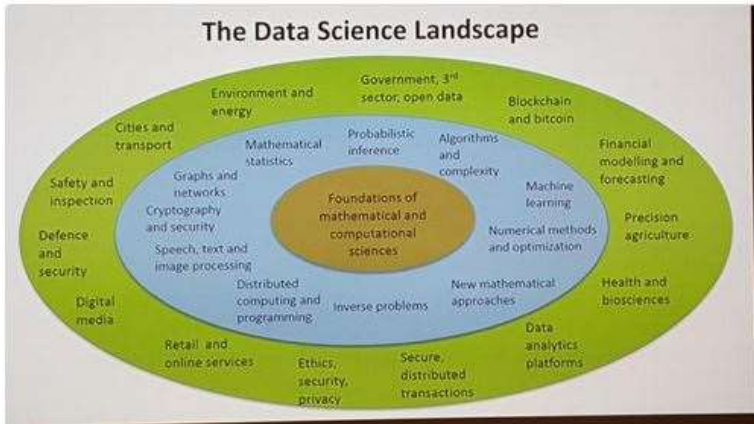 The Data Science Landscape
Government, 3rd
sector, open data
Environment and
energy
Blockchain
and bitcoin
Cities and
transport
Financial
modelling and
forecasting
Safety and
inspection
Precision
agriculture
Defence
and
security
Health and
biosciences
Digital
media
Data
analytics
platforms
Retail and
online services
Ethics,
security,
privacy
Secure,
distributed
transactions
Probabilistic
inference
Mathematical
statistics
Algorithms
and
complexity
Graphs and
networks
Machine
learning
Cryptography
and security
Numerical methods
and optimization
Speech, text and
image processing
New mathematical
approaches
Distributed
computing and
programming
Inverse problems
Foundations of
mathematical and
computational
sciences